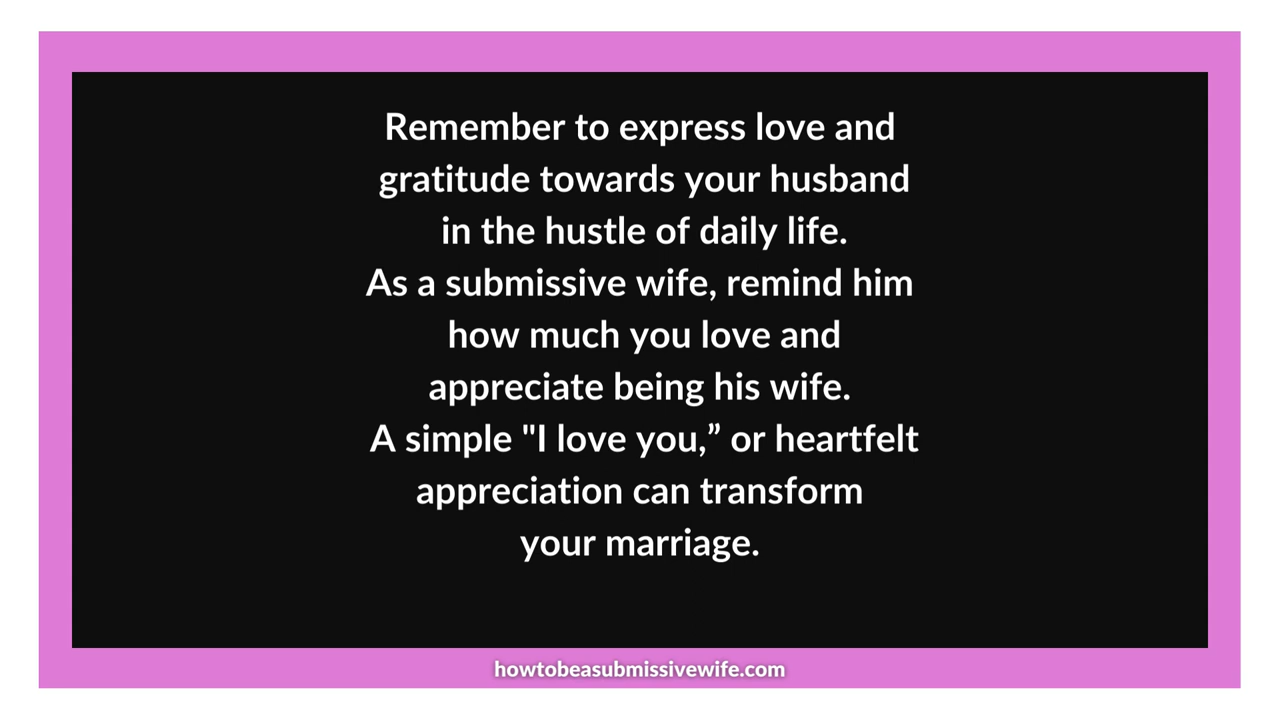 Remember to express love and
gratitude towards your husband
in the hustle of daily life.
As a submissive wife, remind him
how much you love and
appreciate being his wife.
A simple "I love you,” or heartfelt
appreciation can transform
your marriage.
howtobeasubmissivewife.com